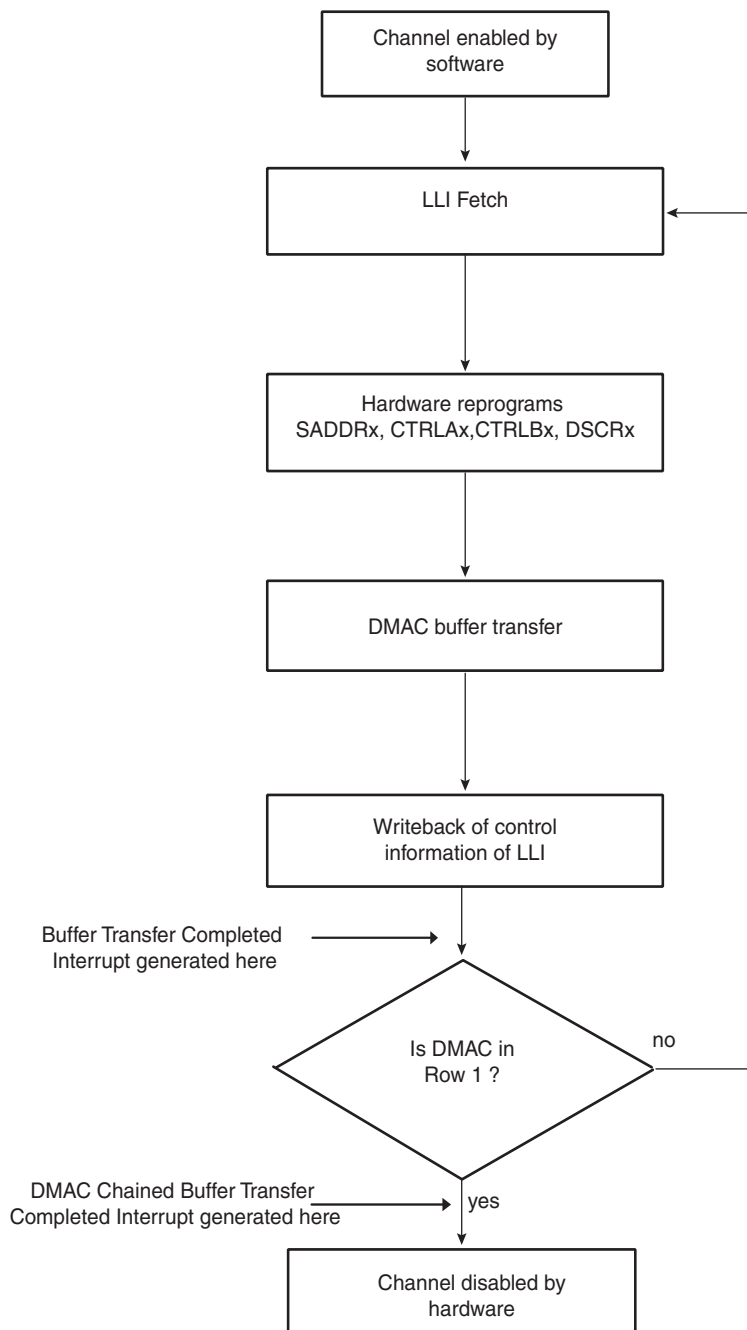 Channel enabled by
software
LLI Fetch
Hardware reprograms
SADDRx, CTRLAx,CTRLBx, DSCRx
DMAC buffer transfer
Writeback of control
information of LLI
Buffer Transfer Completed
Interrupt generated here
Is DMAC in
Row 1 ?
no
DMAC Chained Buffer Transfer
Completed Interrupt generated here
yes
Channel disabled by
hardware